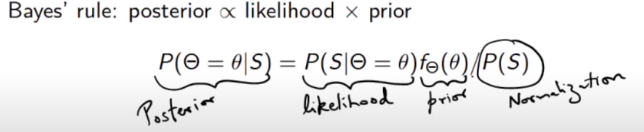 Bayes' rule: posterior ∝ likelihood × prior
P(Θ = θ|S) = P(S|Θ = θ)f_Θ(θ)/P(S)
Posterior likelihood prior Normalization